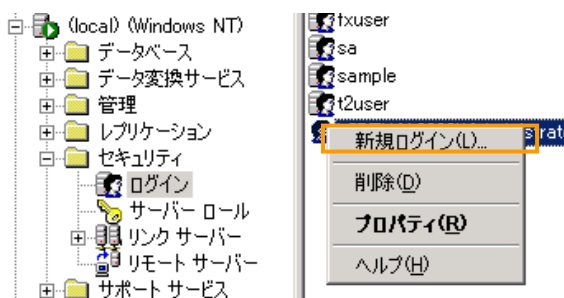 (local) (Windows NT)
データベース
データ変換サービス
管理
レプリケーション
セキュリティ
ログイン
サーバー ロール
リンク サーバー
リモート サーバー
サポート サービス
txuser
sa
sample
t2user
新規ログイン(L)...
削除(D)
プロパティ(R)
ヘルプ(H)